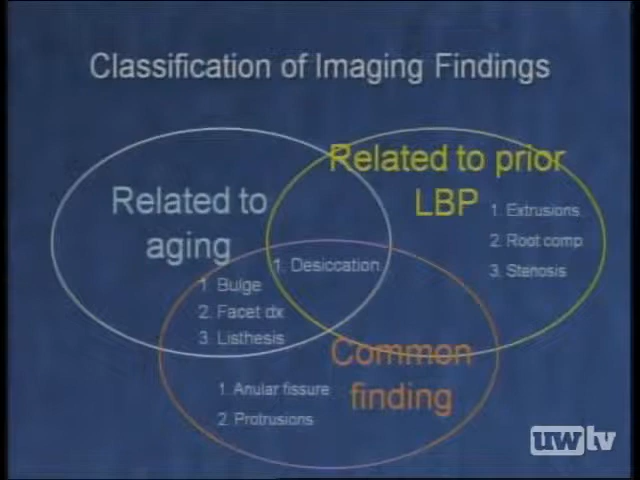 Classification of Imaging Findings
Related to prior
LBP
Related to
aging
1. Extrusions
2. Root comp
3. Stenosis
1. Desiccation
1 Bulge
2. Facet dx
3 Listhesis
Common
finding
1. Anular fissure
2. Protrusions
uwtv